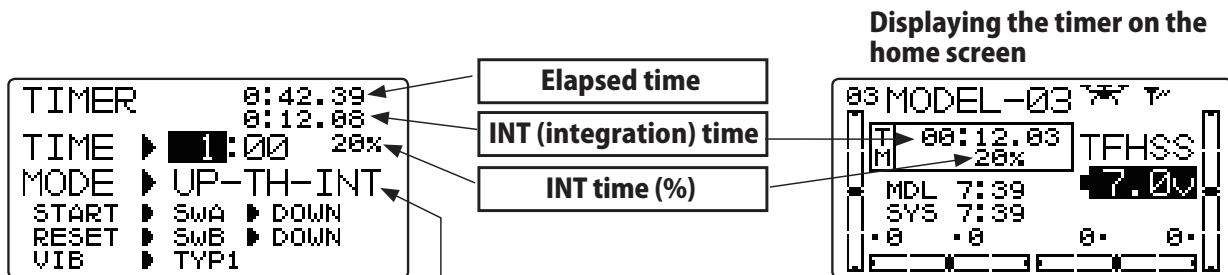 Displaying the timer on the
home screen
TIMER 0:42.39
0:12.08
TIME ▶ 1:00 20%
MODE ▶ UP-TH-INT
START ▶ SwA ▶ DOWN
RESET ▶ SwB ▶ DOWN
VIB ▶ TYP1
Elapsed time
INT (integration) time
INT time (%)
03 MODEL-03
TM 00:12.03
20%
TFHSS
7.0v
MDL 7:39
SYS 7:39
0 0 0 0